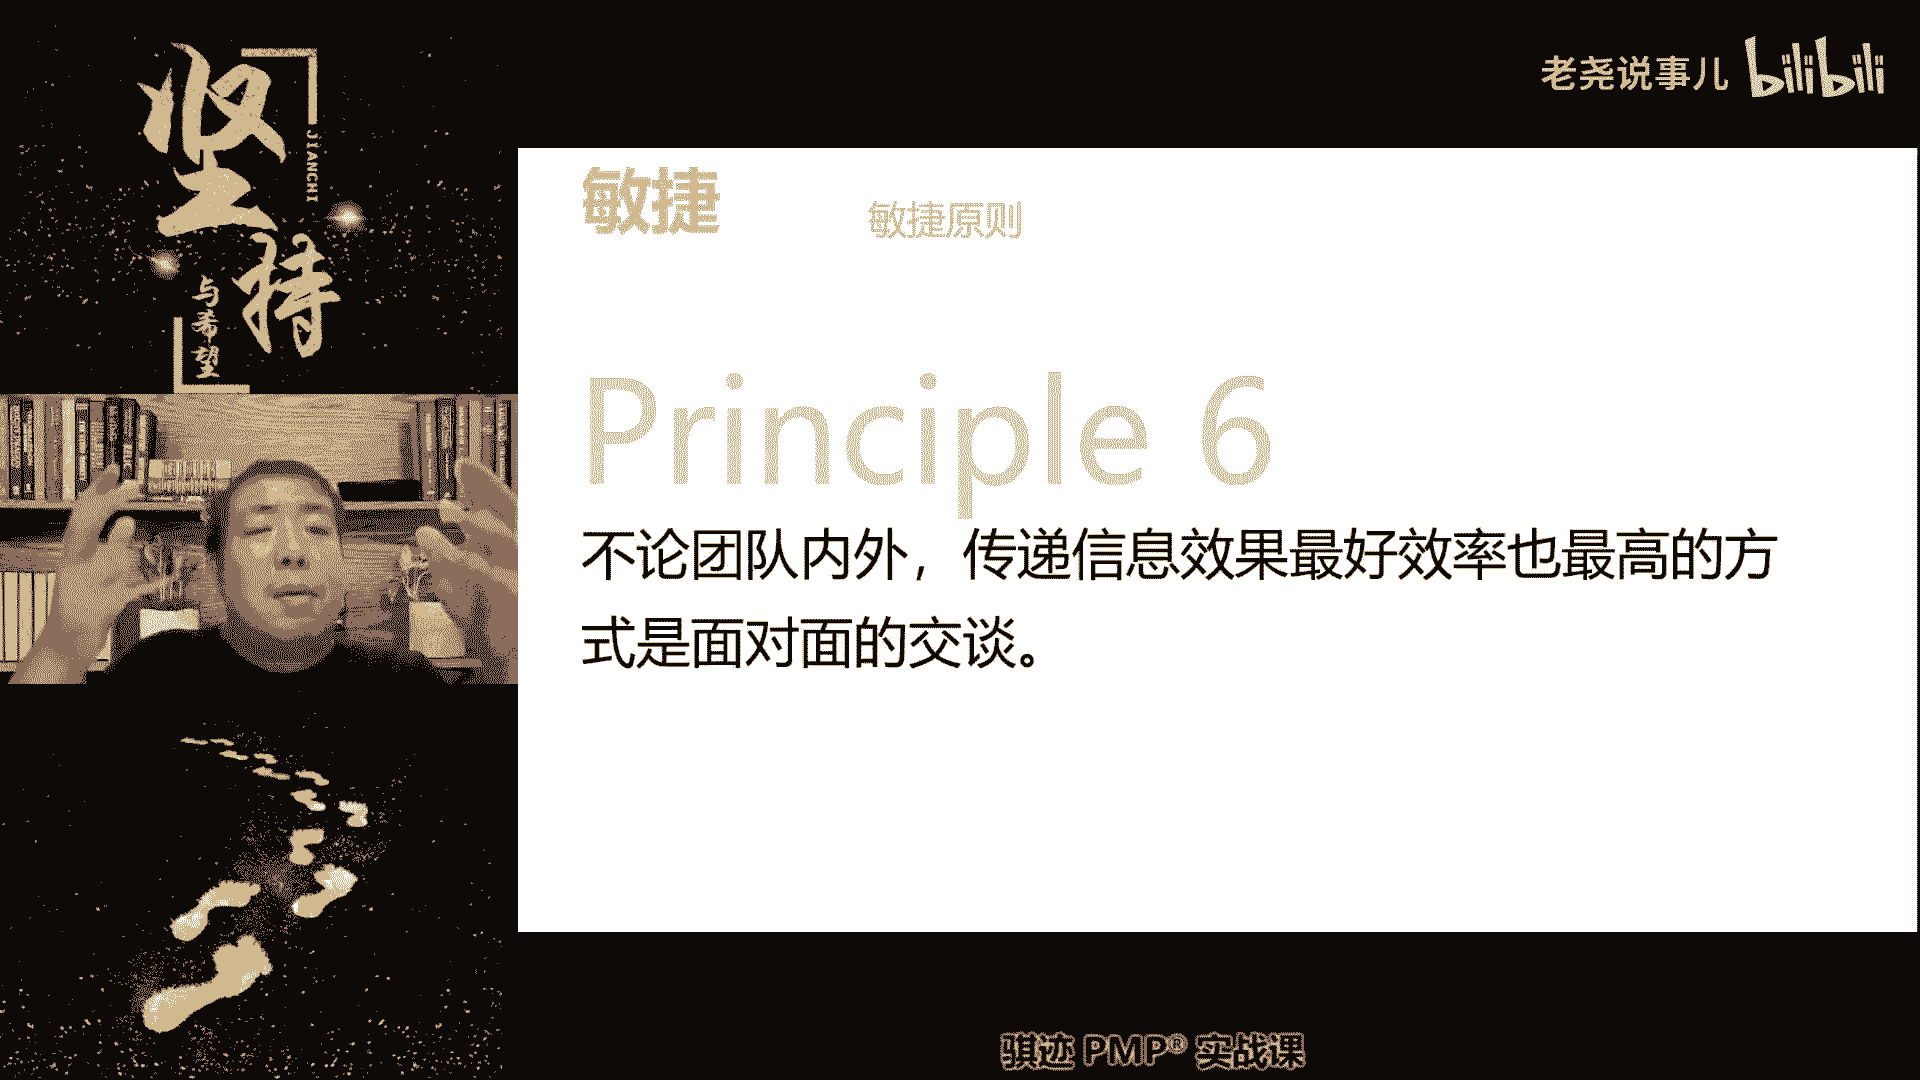 坚持
JIANCHI
与希望
老尧说事儿 bilibili
敏捷
敏捷原则
Principle 6
不论团队内外，传递信息效果最好效率也最高的方
式是面对面的交谈。
骐迹 PMP® 实战课